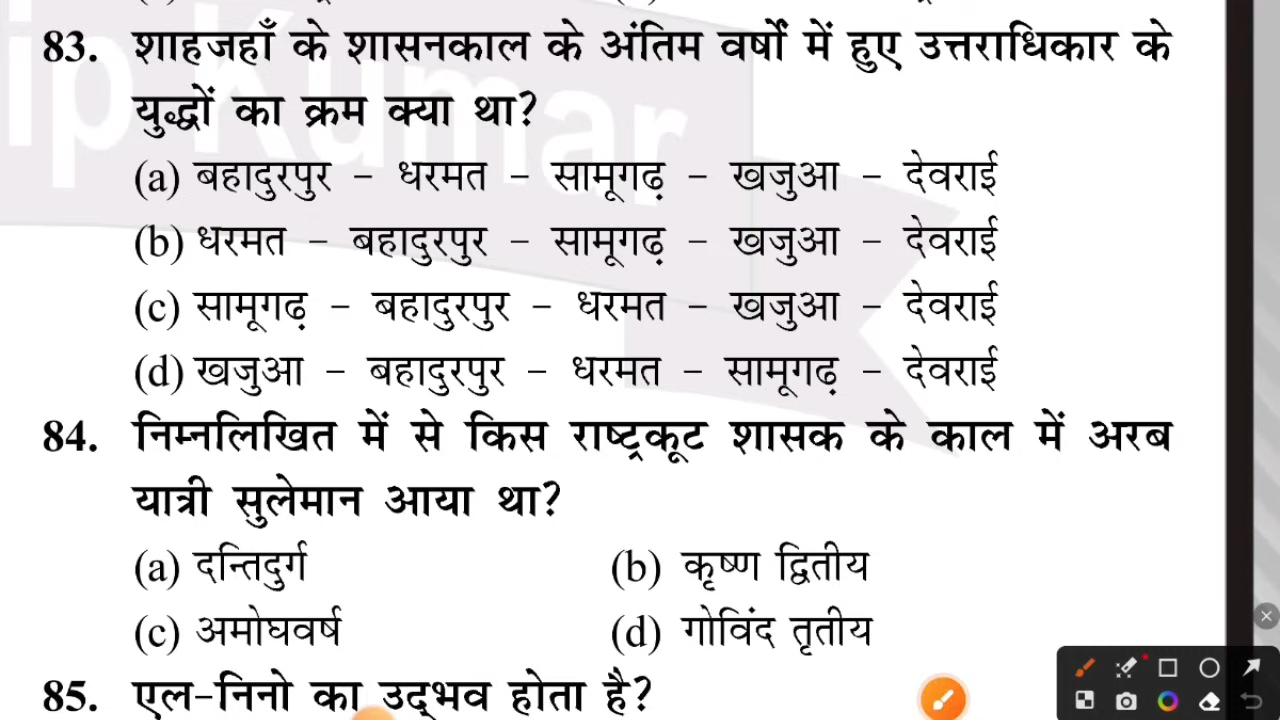 83. शाहजहाँ के शासनकाल के अंतिम वर्षों में हुए उत्तराधिकार के
युद्धों का क्रम क्या था?
(a) बहादुरपुर – धरमत – सामूगढ़ – खजुआ – देवराई
(b) धरमत – बहादुरपुर – सामूगढ़ – खजुआ – देवराई
(c) सामूगढ़ – बहादुरपुर – धरमत – खजुआ – देवराई
(d) खजुआ – बहादुरपुर – धरमत – सामूगढ़ – देवराई
84. निम्नलिखित में से किस राष्ट्रकूट शासक के काल में अरब
यात्री सुलेमान आया था?
(a) दन्तिदुर्ग (b) कृष्ण द्वितीय
(c) अमोघवर्ष (d) गोविंद तृतीय
85. एल-निनो का उद्भव होता है?
ip Kumar